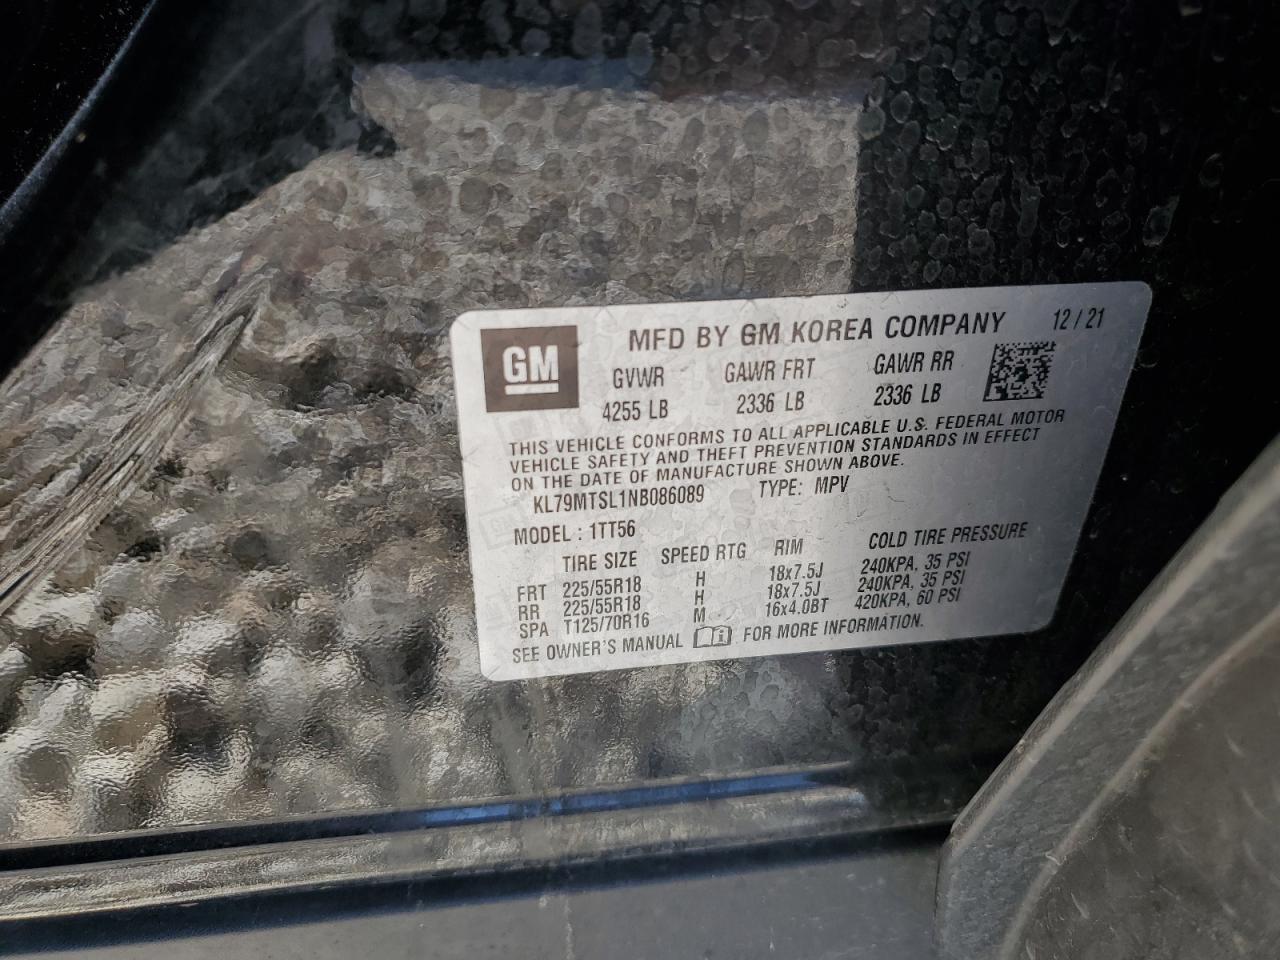 GM
MFD BY GM KOREA COMPANY 12 / 21
GVWR GAWR FRT GAWR RR
4255 LB 2336 LB 2336 LB
THIS VEHICLE CONFORMS TO ALL APPLICABLE U.S. FEDERAL MOTOR
VEHICLE SAFETY AND THEFT PREVENTION STANDARDS IN EFFECT
ON THE DATE OF MANUFACTURE SHOWN ABOVE.
KL79MTSL1NB086089 TYPE: MPV
MODEL : 1TT56
TIRE SIZE SPEED RTG RIM COLD TIRE PRESSURE
FRT 225/55R18 H 18x7.5J 240KPA, 35 PSI
RR 225/55R18 H 18x7.5J 240KPA, 35 PSI
SPA T125/70R16 M 16x4.0BT 420KPA, 60 PSI
SEE OWNER'S MANUAL FOR MORE INFORMATION.